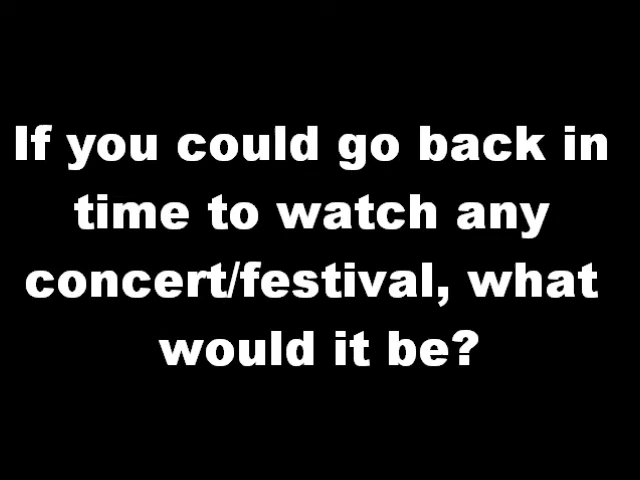 If you could go back in
time to watch any
concert/festival, what
would it be?